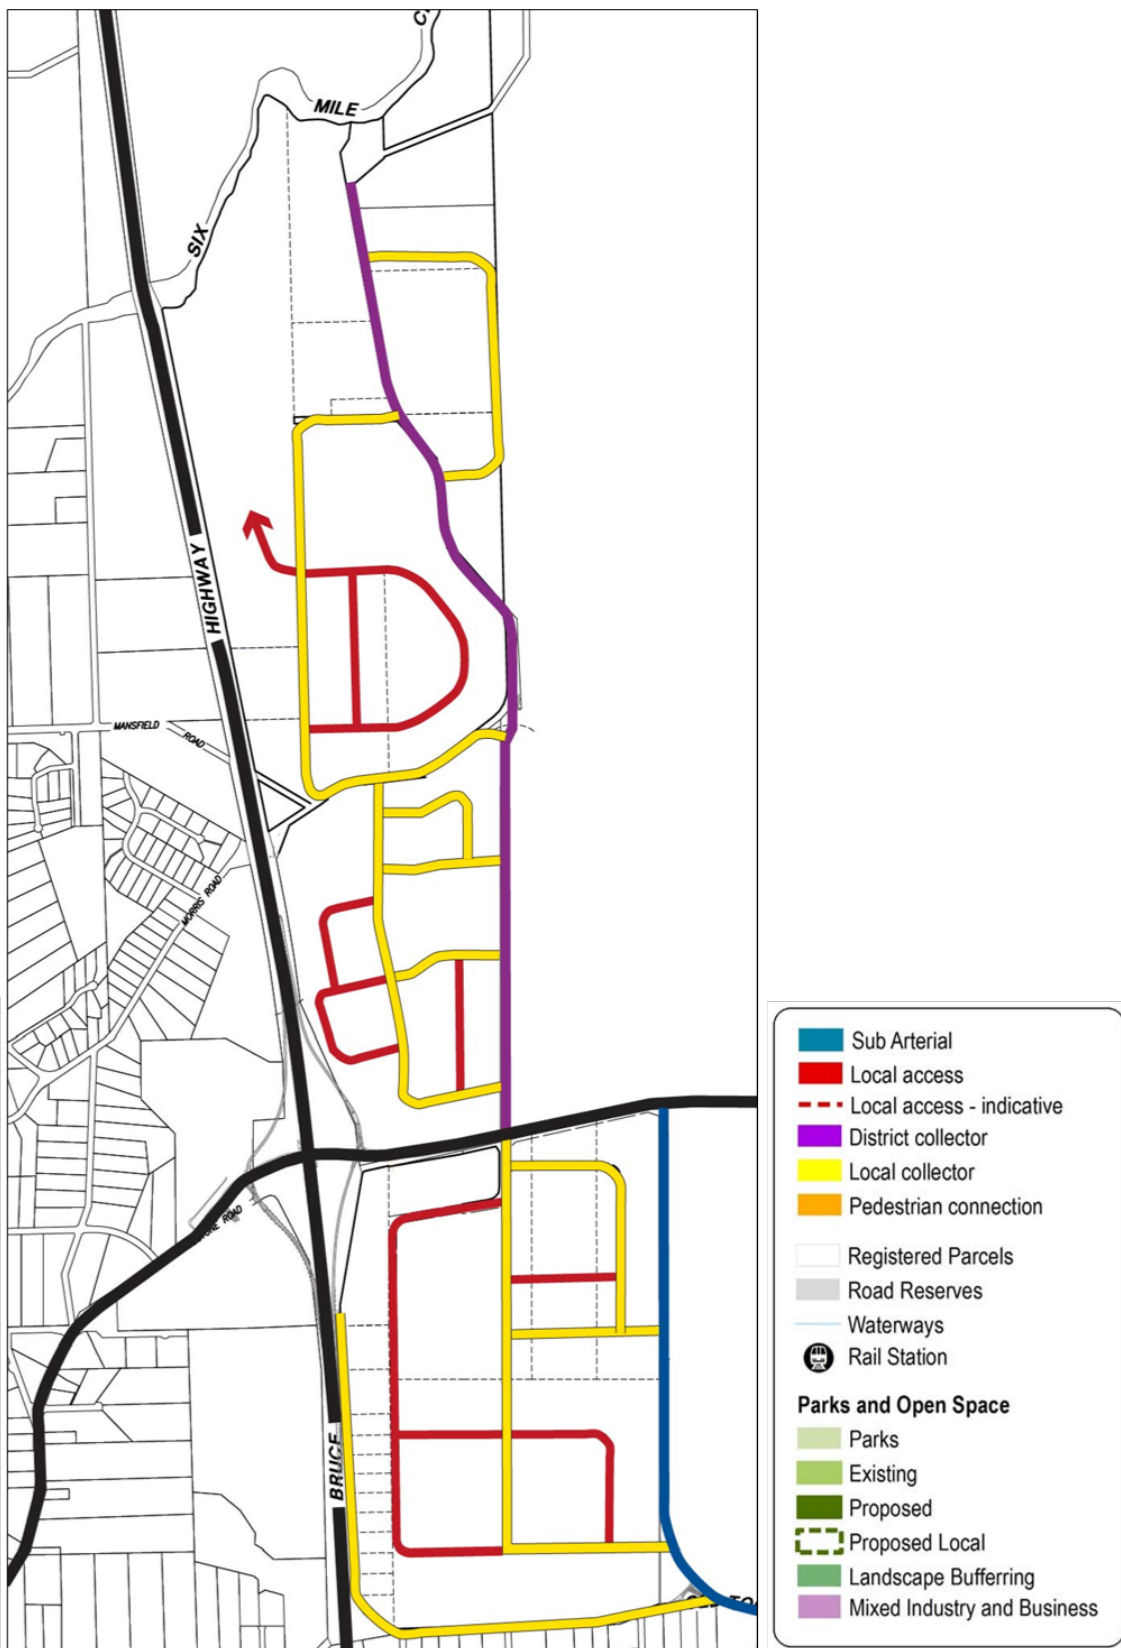 MILE
SIX
HIGHWAY
MANSFIELD
ROAD
MORRIS ROAD
ROAD
BRUCE
Sub Arterial
Local access
Local access - indicative
District collector
Local collector
Pedestrian connection
Registered Parcels
Road Reserves
Waterways
Rail Station
Parks and Open Space
Parks
Existing
Proposed
Proposed Local
Landscape Bufferring
Mixed Industry and Business